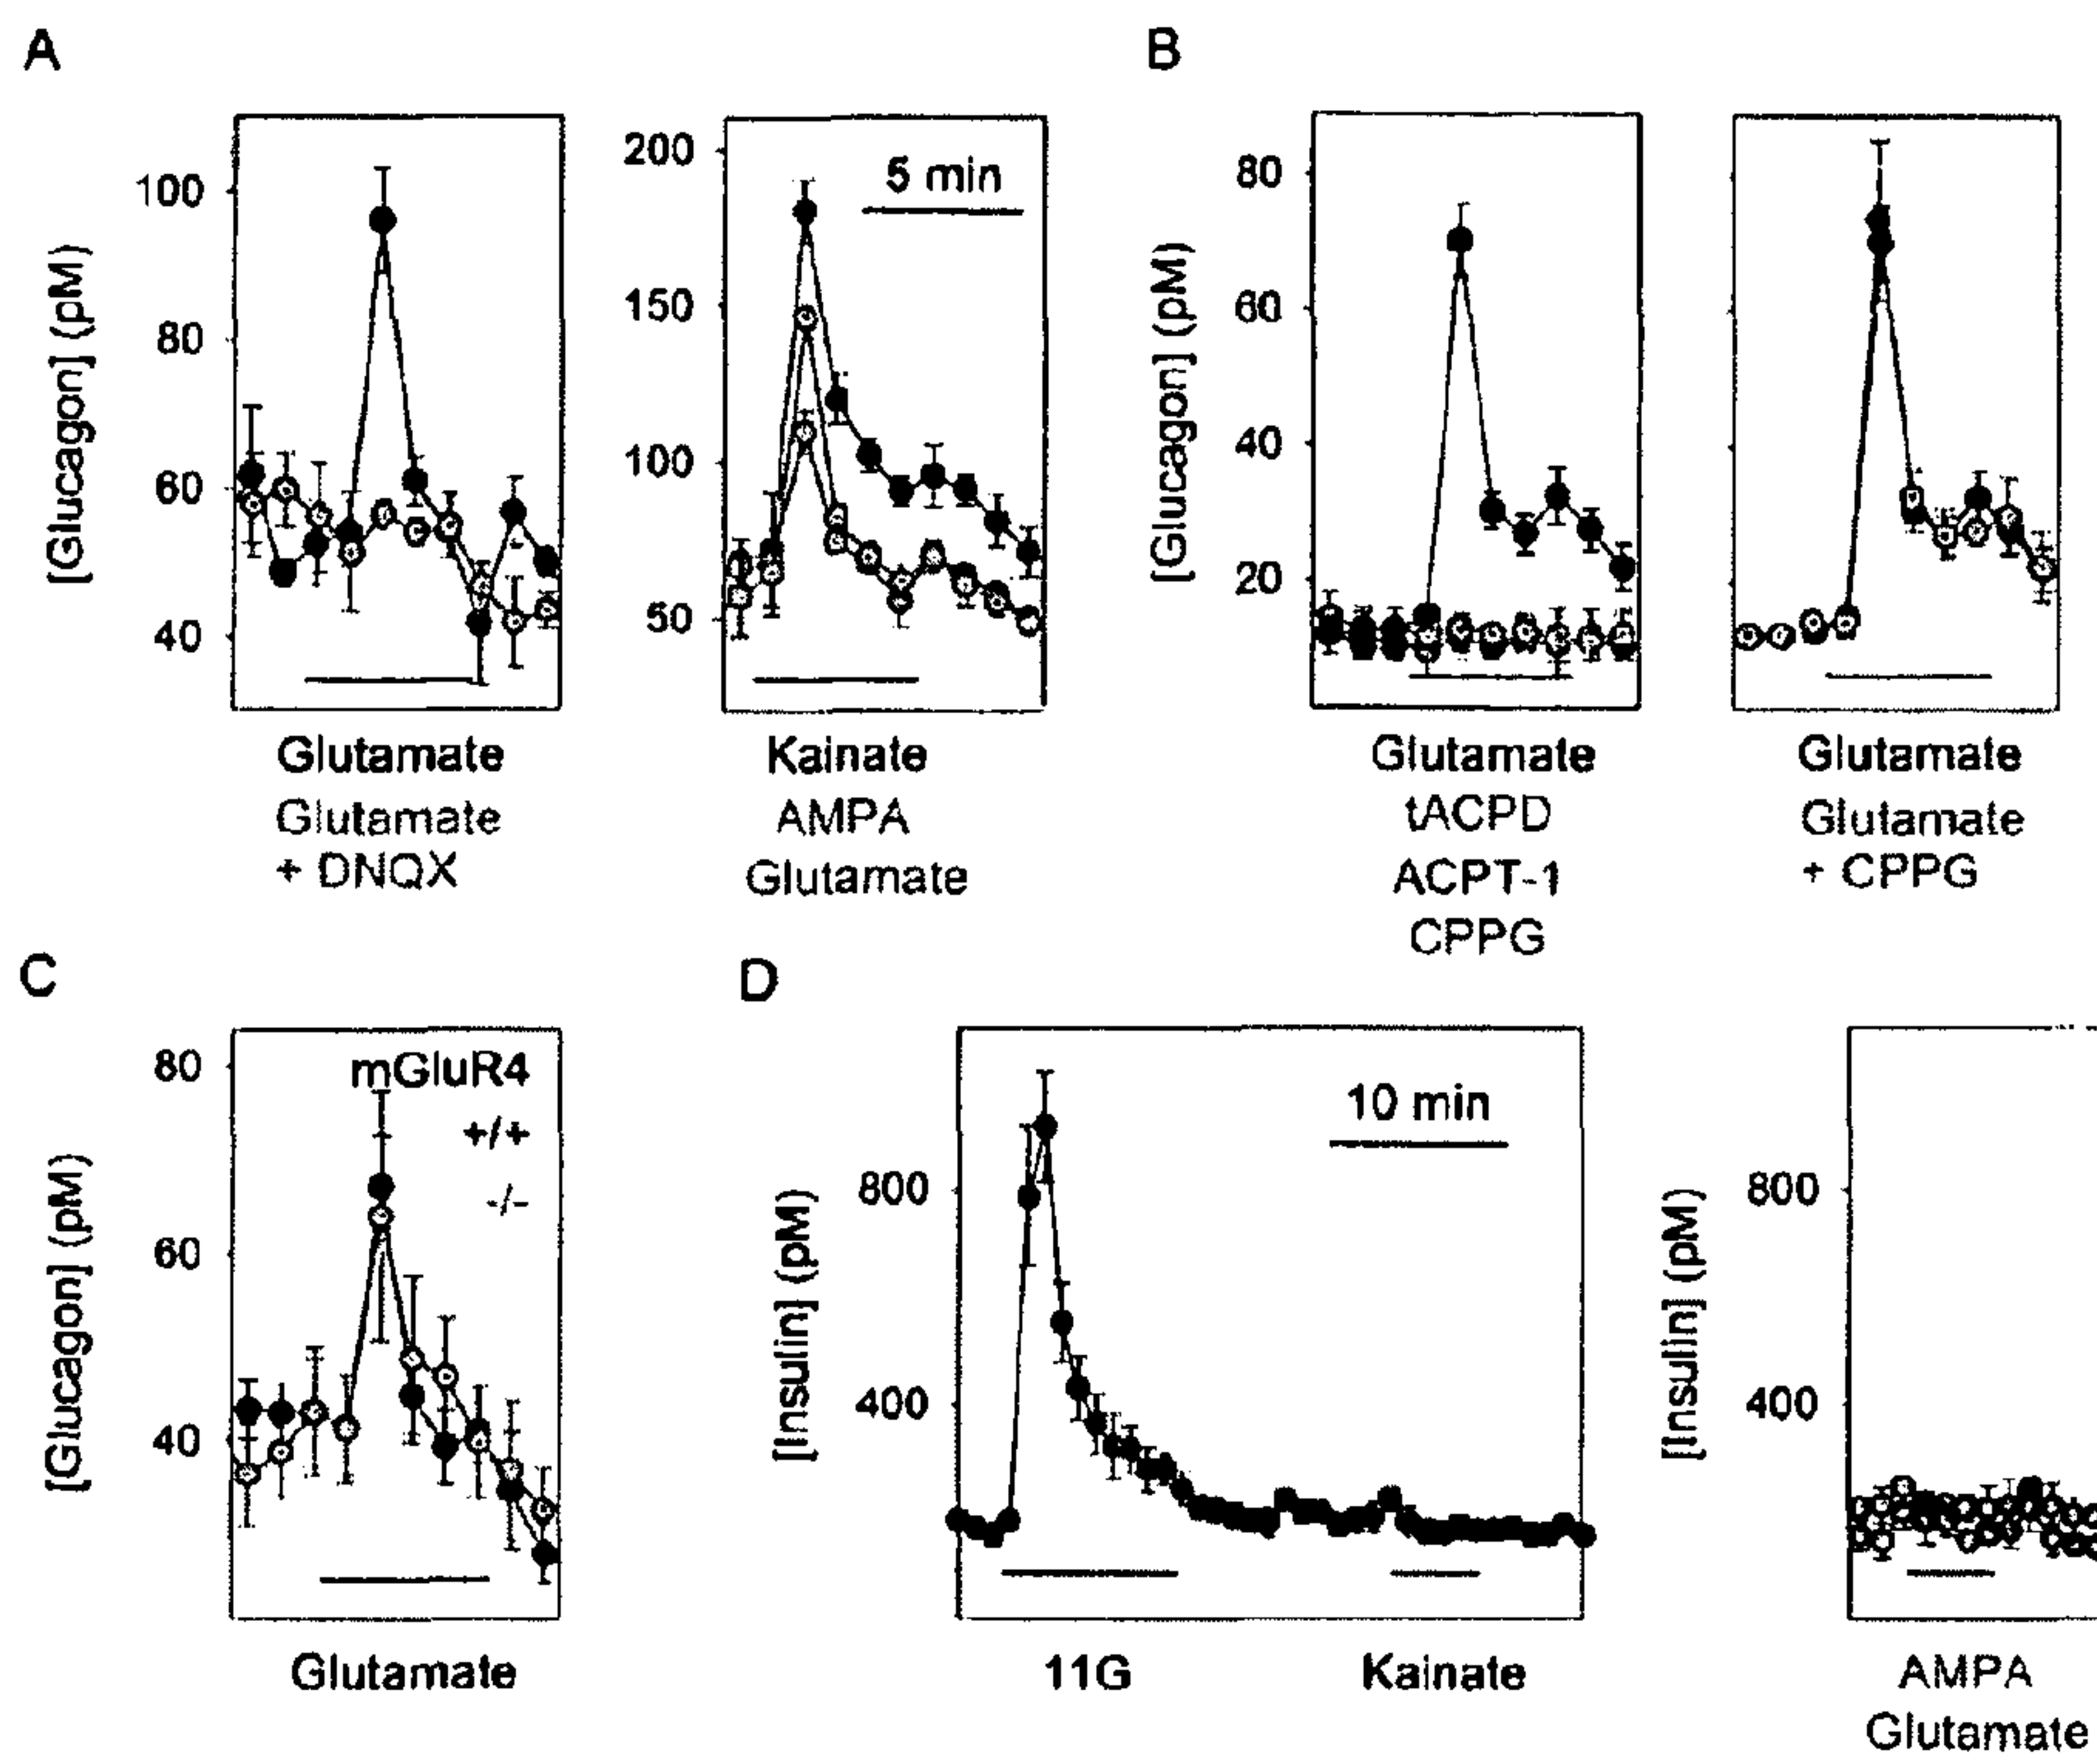 A
B
[Glucagon] (pM)
100
80
60
40
200
150
100
50
5 min
[Glucagon] (pM)
80
60
40
20
Glutamate
Glutamate
+ DNQX
Kainate
AMPA
Glutamate
Glutamate
tACPD
ACPT-1
CPPG
Glutamate
Glutamate
+ CPPG
C
D
[Glucagon] (pM)
80
60
40
mGluR4
+/+
-/-
Glutamate
[Insulin] (pM)
800
400
10 min
11G
Kainate
[Insulin] (pM)
800
400
AMPA
Glutamate